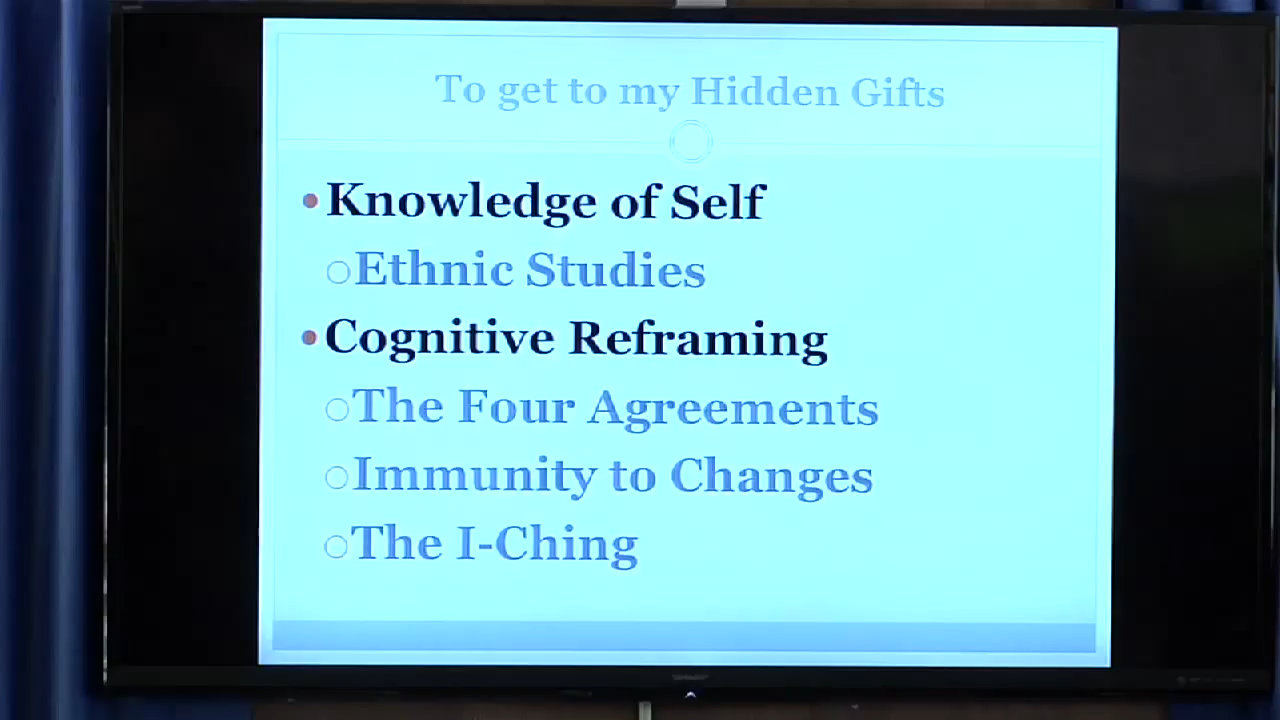 To get to my Hidden Gifts
Knowledge of Self
Ethnic Studies
Cognitive Reframing
The Four Agreements
Immunity to Changes
The I-Ching
SHARP